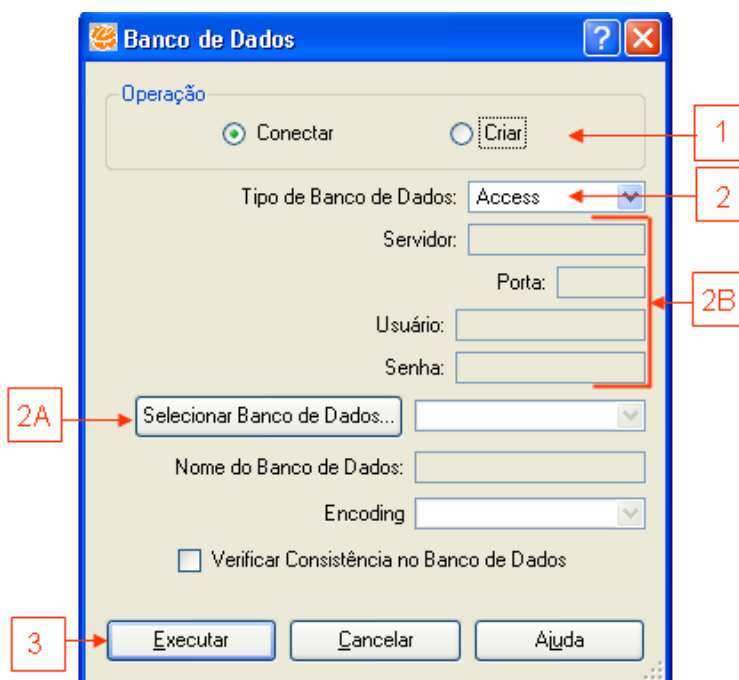 Banco de Dados
Operação
Conectar Criar 1
Tipo de Banco de Dados: Access 2
Servidor:
Porta:
2B
Usuário:
Senha:
2A Selecionar Banco de Dados...
Nome do Banco de Dados:
Encoding
Verificar Consistência no Banco de Dados
3 Executar Cancelar Ajuda